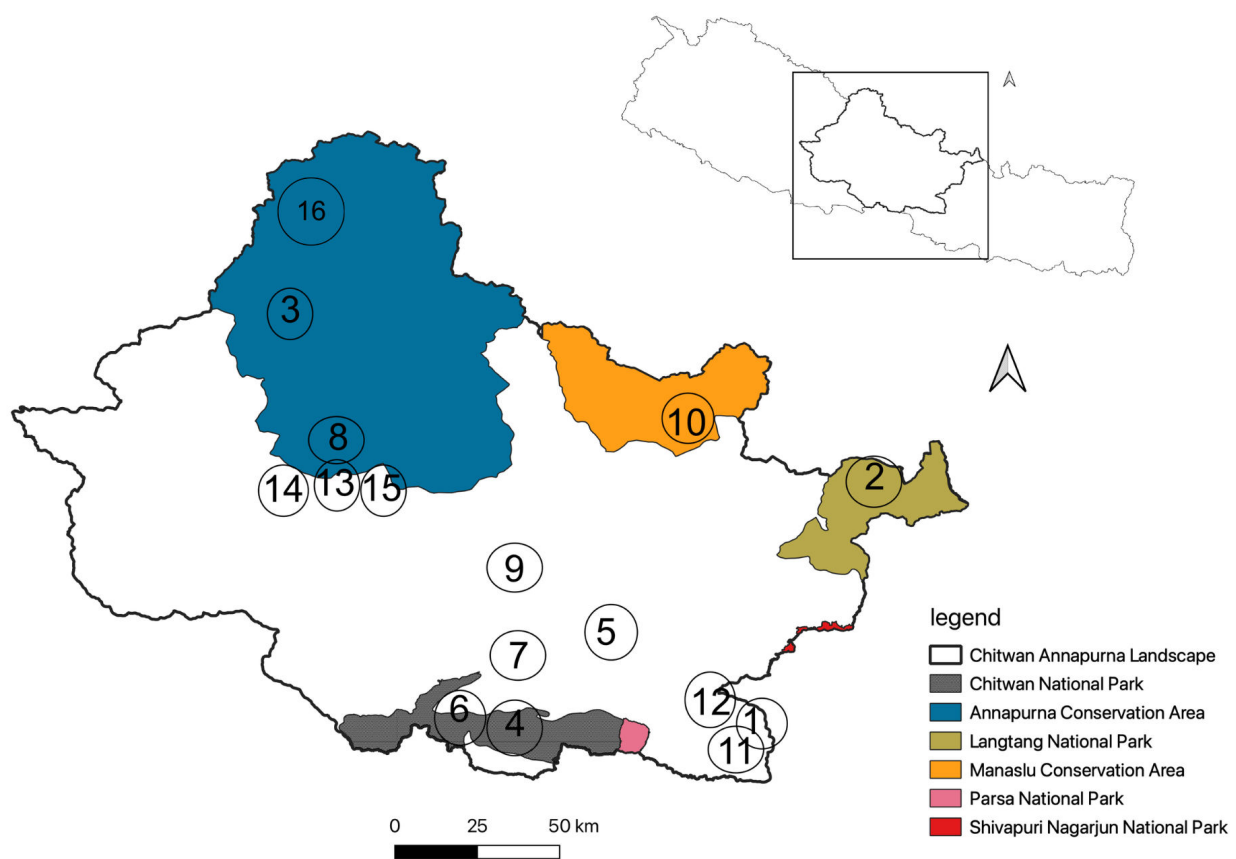 16
3
8
10
14
13
15
2
9
5
7
6
4
12
1
11
legend
Chitwan Annapurna Landscape
Chitwan National Park
Annapurna Conservation Area
Langtang National Park
Manaslu Conservation Area
Parsa National Park
Shivapuri Nagarjun National Park
0 25 50 km